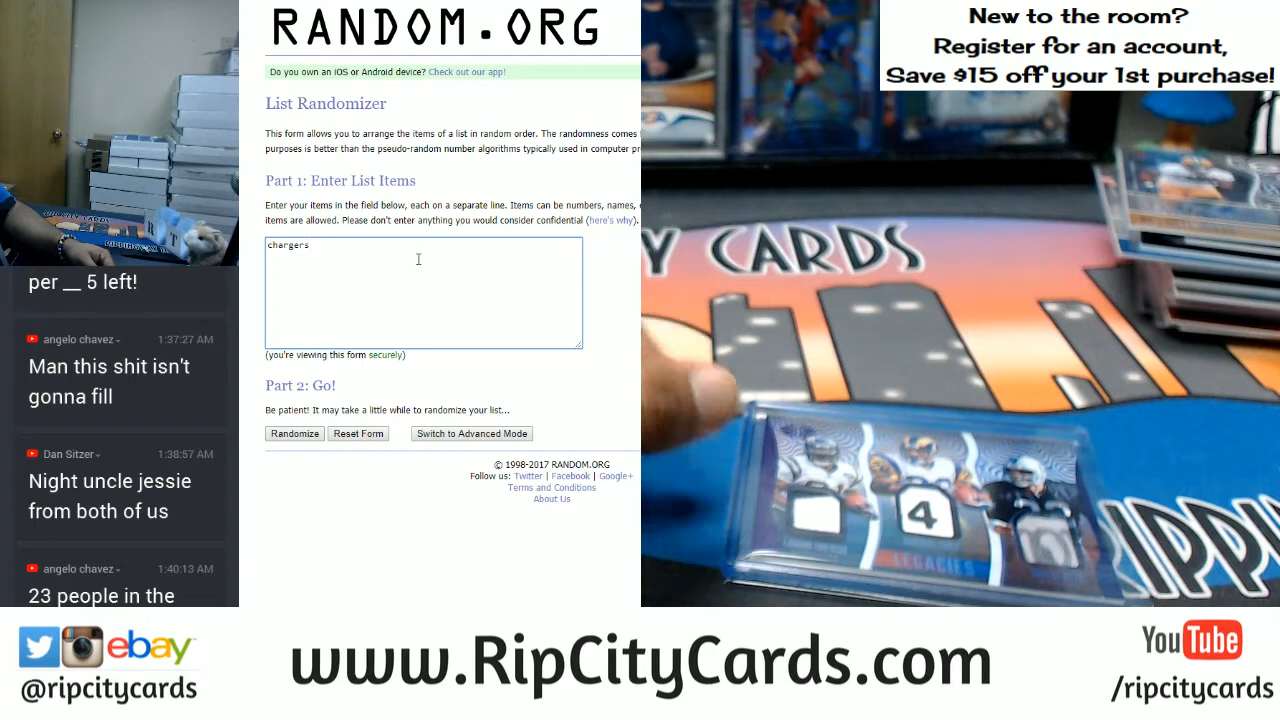 RANDOM.ORG
Do you own an iOS or Android device? Check out our app!
List Randomizer
This form allows you to arrange the items of a list in random order. The randomness comes
purposes is better than the pseudo-random number algorithms typically used in computer pr
Part 1: Enter List Items
Enter your items in the field below, each on a separate line. Items can be numbers, names,
items are allowed. Please don't enter anything you would consider confidential (here's why).
chargers
(you're viewing this form securely)
Part 2: Go!
Be patient! It may take a little while to randomize your list...
Randomize Reset Form Switch to Advanced Mode
© 1998-2017 RANDOM.ORG
Follow us: Twitter | Facebook | Google+
Terms and Conditions
About Us
New to the room?
Register for an account,
Save $15 off your 1st purchase!
per __ 5 left!
angelo chavez 1:37:27 AM
Man this shit isn't
gonna fill
Dan Sitzer 1:38:57 AM
Night uncle jessie
from both of us
angelo chavez 1:40:13 AM
23 people in the
RIP CITY CARDS
Y CARDS
4
LEGACIES
RIPPI
ebay
@ripcitycards
www.RipCityCards.com
YouTube
/ripcitycards